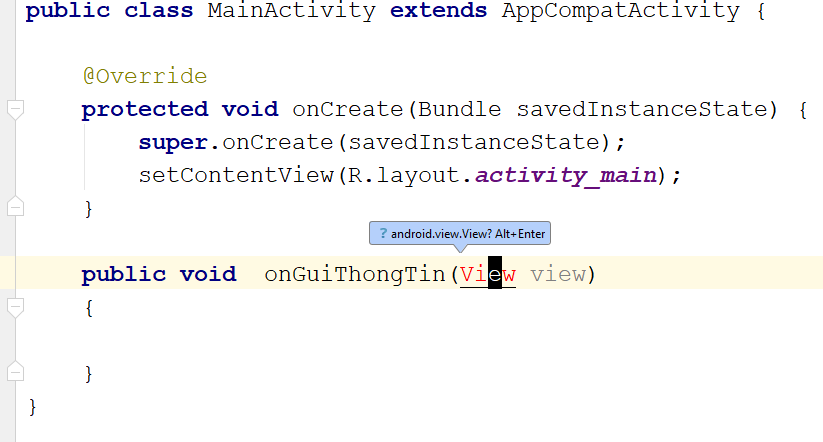 public class MainActivity extends AppCompatActivity {
@Override
protected void onCreate(Bundle savedInstanceState) {
super.onCreate(savedInstanceState);
setContentView(R.layout.activity_main);
}
? android.view.View? Alt+Enter
public void  onGuiThongTin(View view)
{
}
}